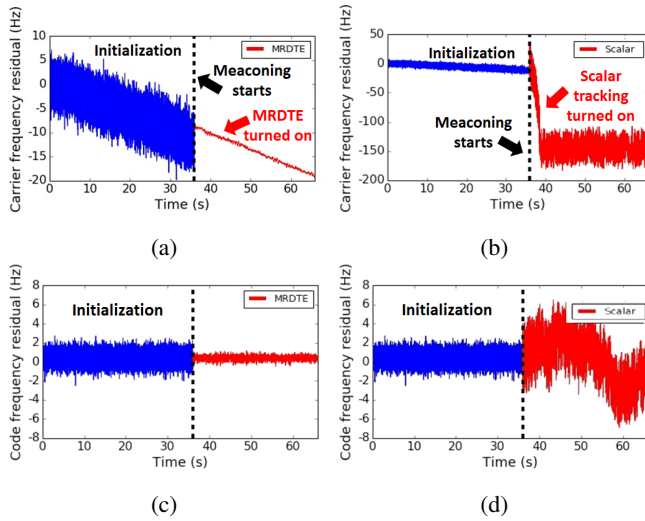 Carrier frequency residual (Hz)
10
5
0
-5
-10
-15
-20
Initialization
MRDTE
Meaconing
starts
MRDTE
turned on
0 10 20 30 40 50 60
Time (s)
(a)
Carrier frequency residual (Hz)
50
0
-50
-100
-150
-200
Initialization
Scalar
Scalar
tracking
turned on
Meaconing
starts
0 10 20 30 40 50 60
Time (s)
(b)
Code frequency residual (Hz)
8
6
4
2
0
-2
-4
-6
-8
Initialization
MRDTE
0 10 20 30 40 50 60
Time (s)
(c)
Code frequency residual (Hz)
8
6
4
2
0
-2
-4
-6
-8
Initialization
Scalar
0 10 20 30 40 50 60
Time (s)
(d)